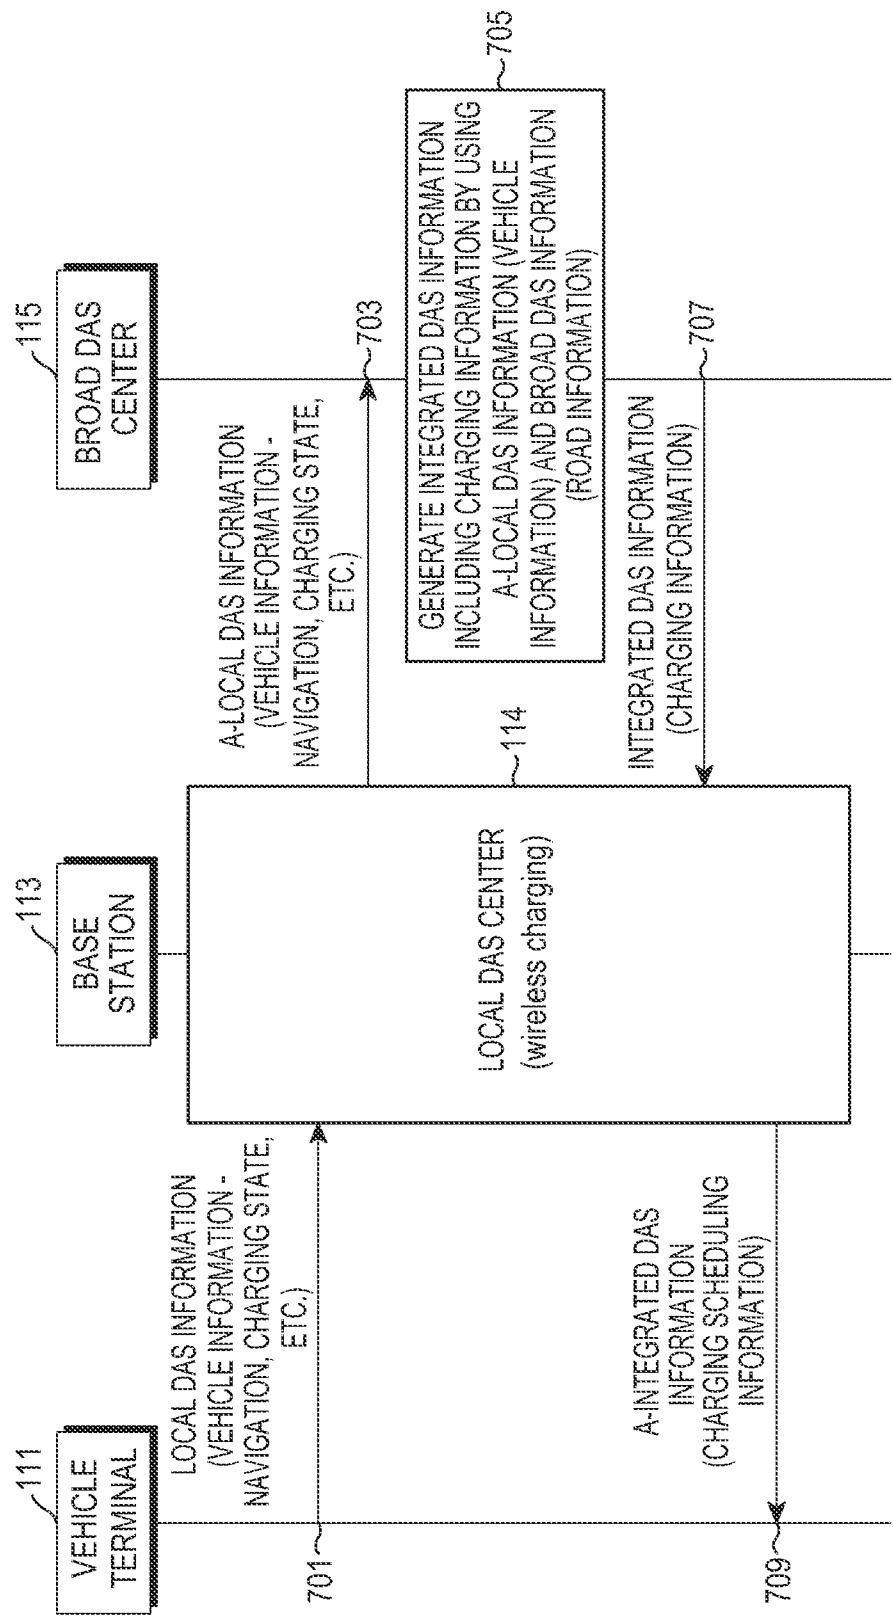 111
VEHICLE
TERMINAL
113
BASE
STATION
115
BROAD DAS
CENTER
LOCAL DAS INFORMATION
(VEHICLE INFORMATION -
NAVIGATION, CHARGING STATE,
ETC.)
701
A-LOCAL DAS INFORMATION
(VEHICLE INFORMATION -
NAVIGATION, CHARGING STATE,
ETC.)
703
114
LOCAL DAS CENTER
(wireless charging)
705
GENERATE INTEGRATED DAS INFORMATION
INCLUDING CHARGING INFORMATION BY USING
A-LOCAL DAS INFORMATION (VEHICLE
INFORMATION) AND BROAD DAS INFORMATION
(ROAD INFORMATION)
INTEGRATED DAS INFORMATION
(CHARGING INFORMATION)
707
A-INTEGRATED DAS
INFORMATION
(CHARGING SCHEDULING
INFORMATION)
709